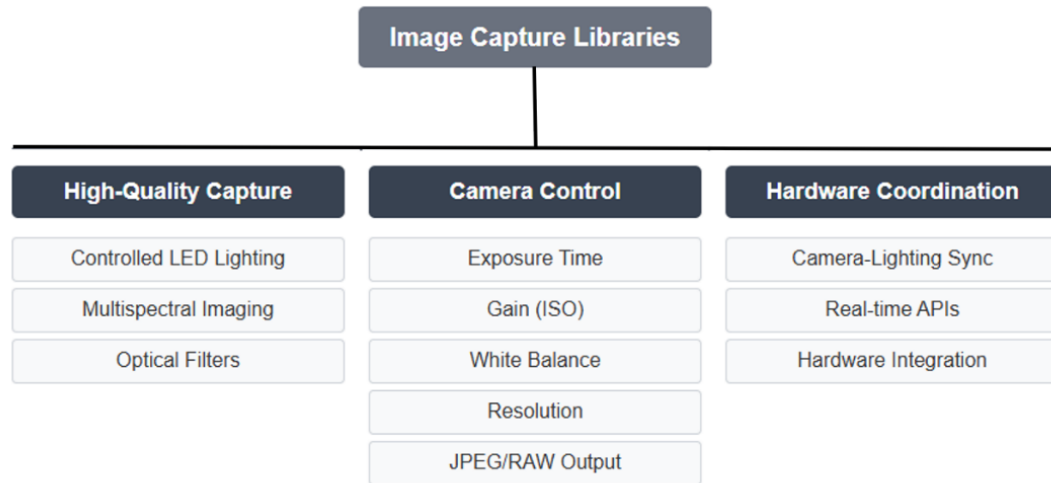 Image Capture Libraries
High-Quality Capture
Controlled LED Lighting
Multispectral Imaging
Optical Filters
Camera Control
Exposure Time
Gain (ISO)
White Balance
Resolution
JPEG/RAW Output
Hardware Coordination
Camera-Lighting Sync
Real-time APIs
Hardware Integration